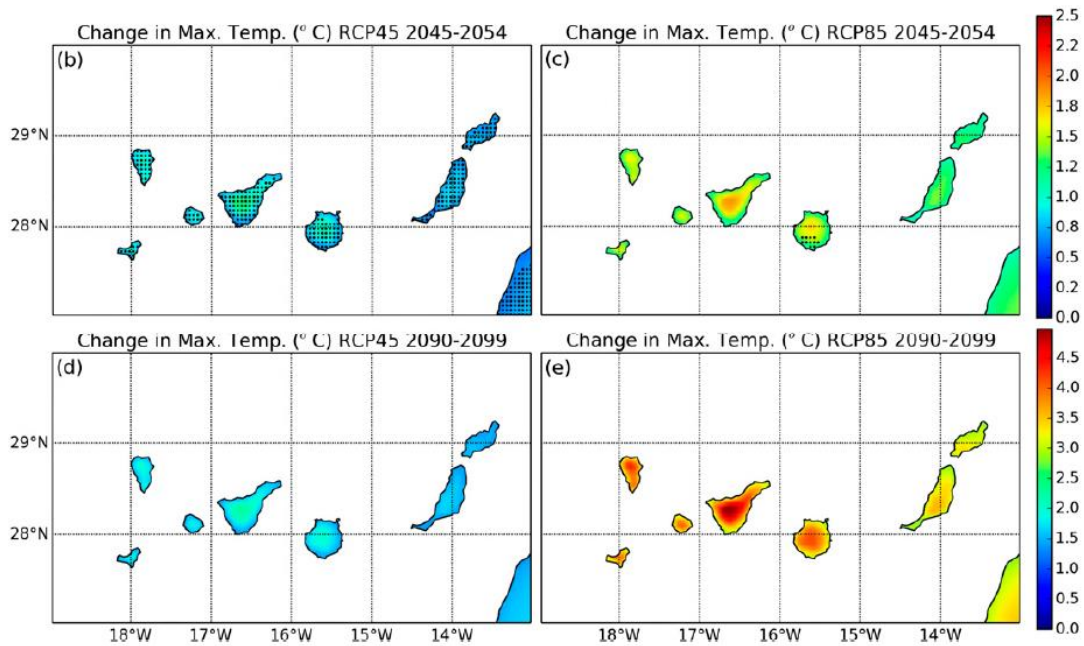 Change in Max. Temp. (° C) RCP45 2045-2054
Change in Max. Temp. (° C) RCP85 2045-2054
(b)
(c)
29°N
28°N
2.5
2.2
2.0
1.8
1.5
1.2
1.0
0.8
0.5
0.2
0.0
Change in Max. Temp. (° C) RCP45 2090-2099
Change in Max. Temp. (° C) RCP85 2090-2099
(d)
(e)
29°N
28°N
18°W 17°W 16°W 15°W 14°W
18°W 17°W 16°W 15°W 14°W
4.5
4.0
3.5
3.0
2.5
2.0
1.5
1.0
0.5
0.0